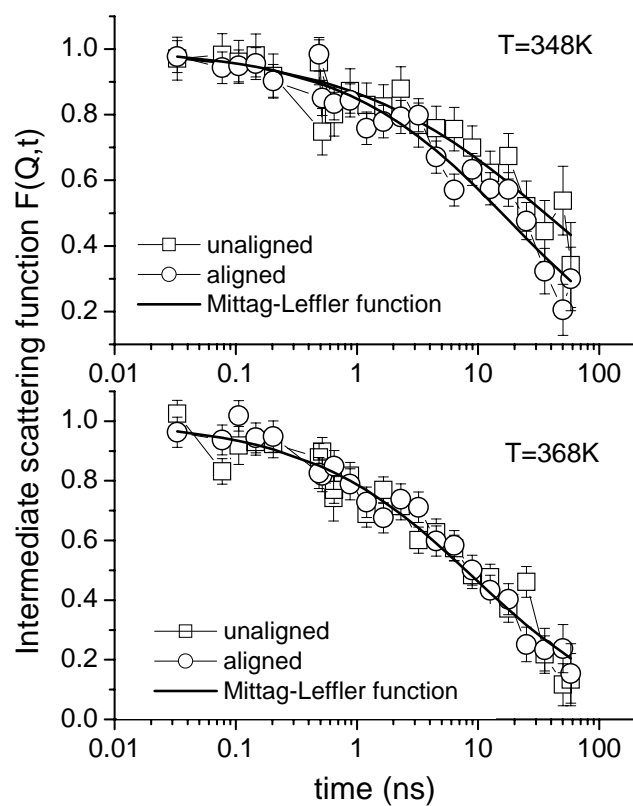 Intermediate scattering function F(Q,t)
T=348K
1.0
0.8
0.6
0.4
0.2
unaligned
aligned
Mittag-Leffler function
0.01 0.1 1 10 100
T=368K
1.0
0.8
0.6
0.4
0.2
0.0
unaligned
aligned
Mittag-Leffler function
0.01 0.1 1 10 100
time (ns)